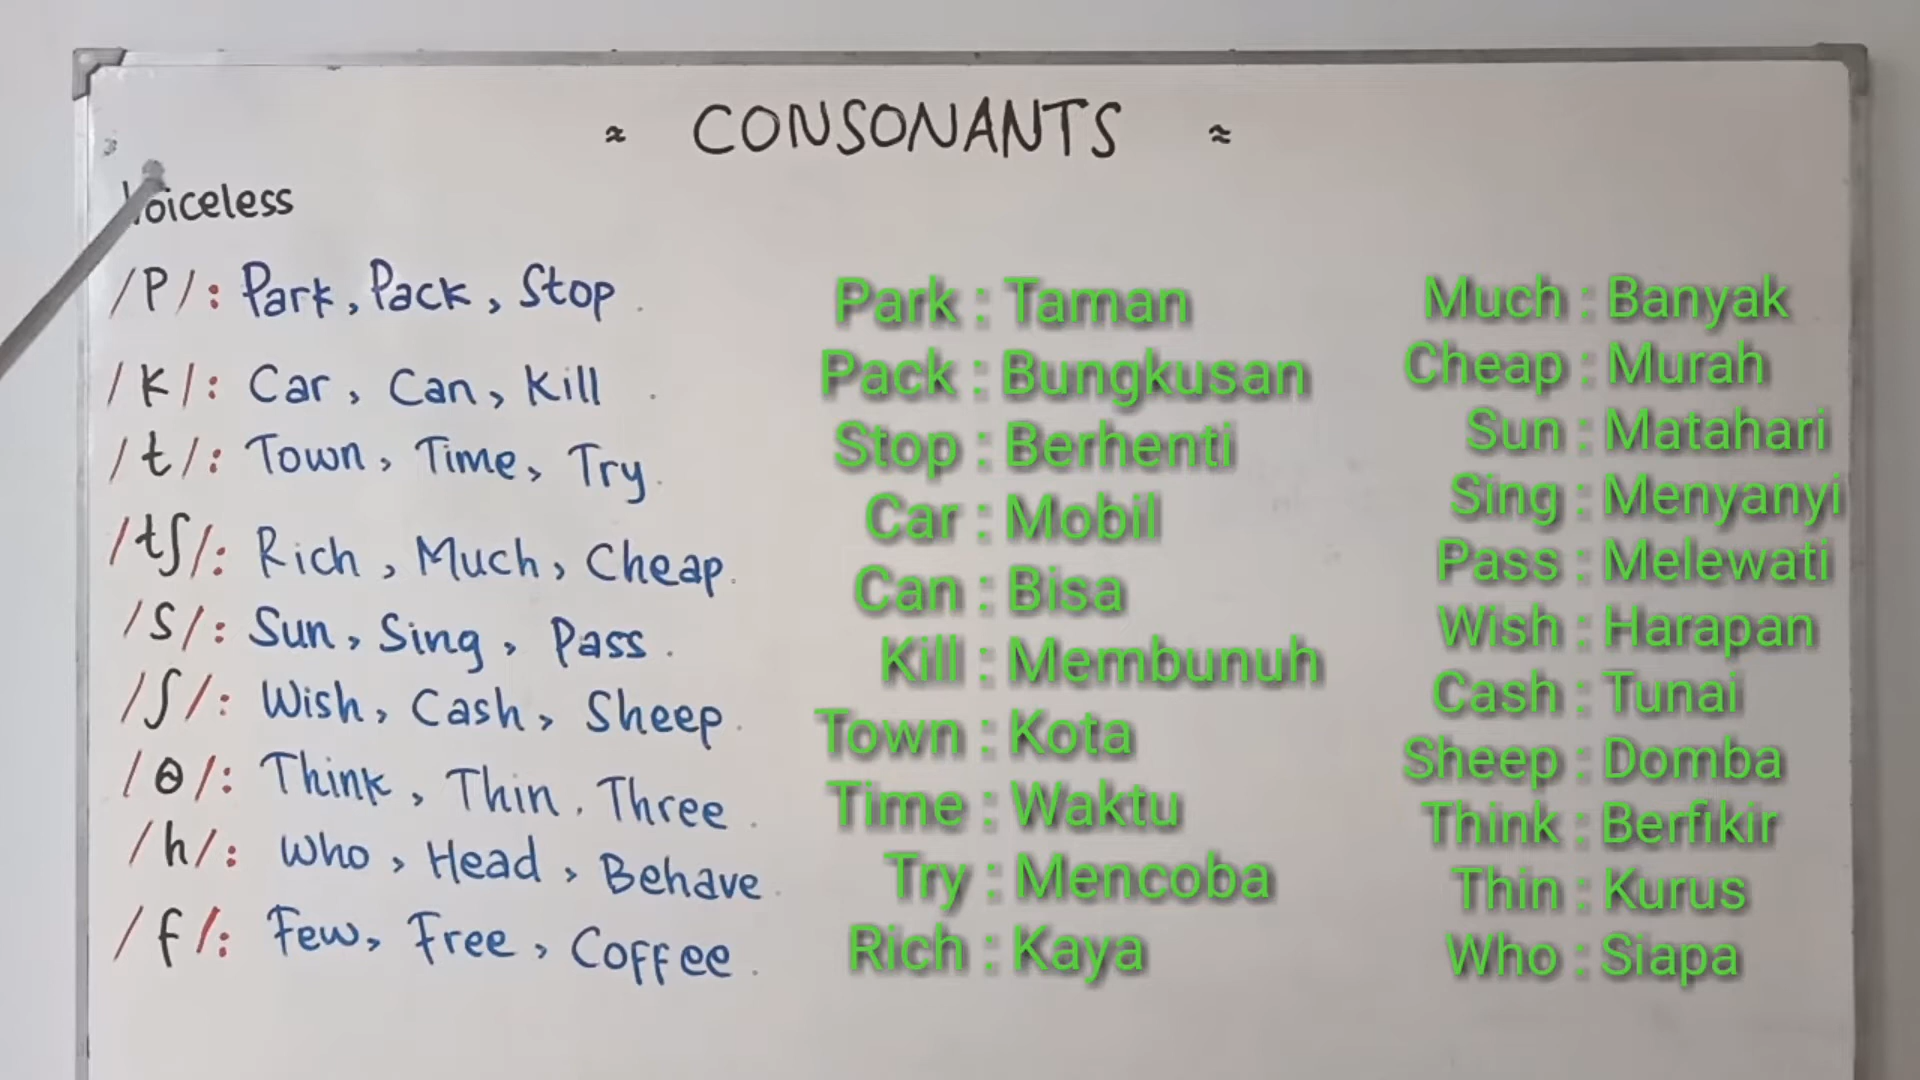 ≈ CONSONANTS ≈
Voiceless
/P/: Park, Pack, Stop.
/k/: Car, Can, Kill.
/t/: Town, Time, Try.
/tʃ/: Rich, Much, Cheap.
/s/: Sun, Sing, Pass.
/ʃ/: Wish, Cash, Sheep.
/θ/: Think, Thin, Three.
/h/: Who, Head, Behave.
/f/: Few, Free, Coffee.
Park : Taman
Pack : Bungkusan
Stop : Berhenti
Car : Mobil
Can : Bisa
Kill : Membunuh
Town : Kota
Time : Waktu
Try : Mencoba
Rich : Kaya
Much : Banyak
Cheap : Murah
Sun : Matahari
Sing : Menyanyi
Pass : Melewati
Wish : Harapan
Cash : Tunai
Sheep : Domba
Think : Berfikir
Thin : Kurus
Who : Siapa